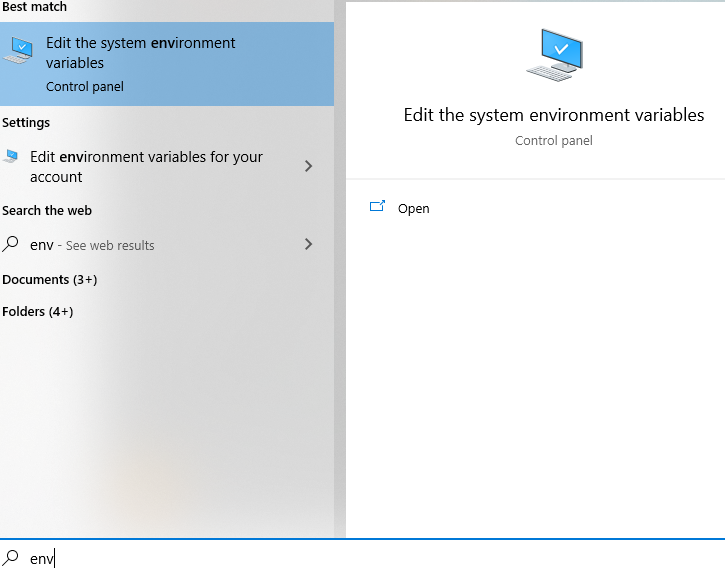 Best match
Edit the system environment
variables
Control panel
Settings
Edit environment variables for your
account
Search the web
env - See web results
Documents (3+)
Folders (4+)
env
Edit the system environment variables
Control panel
Open